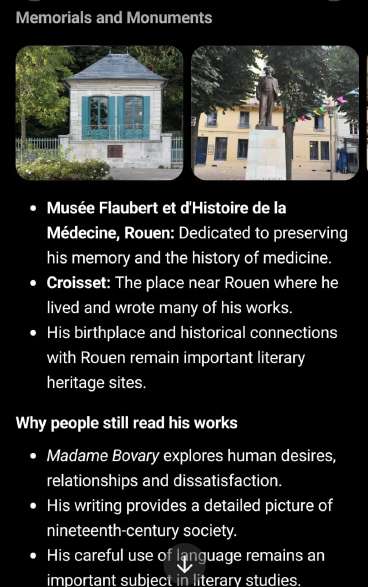 Memorials and Monuments
Musée Flaubert et d'Histoire de la
Médecine, Rouen: Dedicated to preserving
his memory and the history of medicine.
Croisset: The place near Rouen where he
lived and wrote many of his works.
His birthplace and historical connections
with Rouen remain important literary
heritage sites.
Why people still read his works
Madame Bovary explores human desires,
relationships and dissatisfaction.
His writing provides a detailed picture of
nineteenth-century society.
His careful use of language remains an
important subject in literary studies.